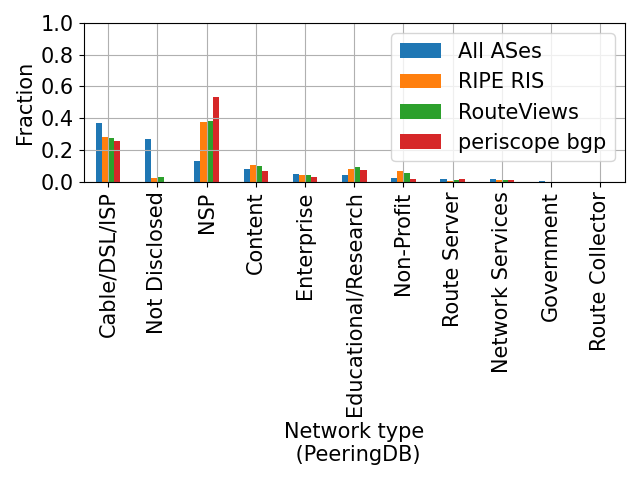 1.0
0.8
0.6
0.4
0.2
0.0
Fraction
All ASes
RIPE RIS
RouteViews
periscope bgp
Cable/DSL/ISP
Not Disclosed
NSP
Content
Enterprise
Educational/Research
Non-Profit
Route Server
Network Services
Government
Route Collector
Network type
(PeeringDB)